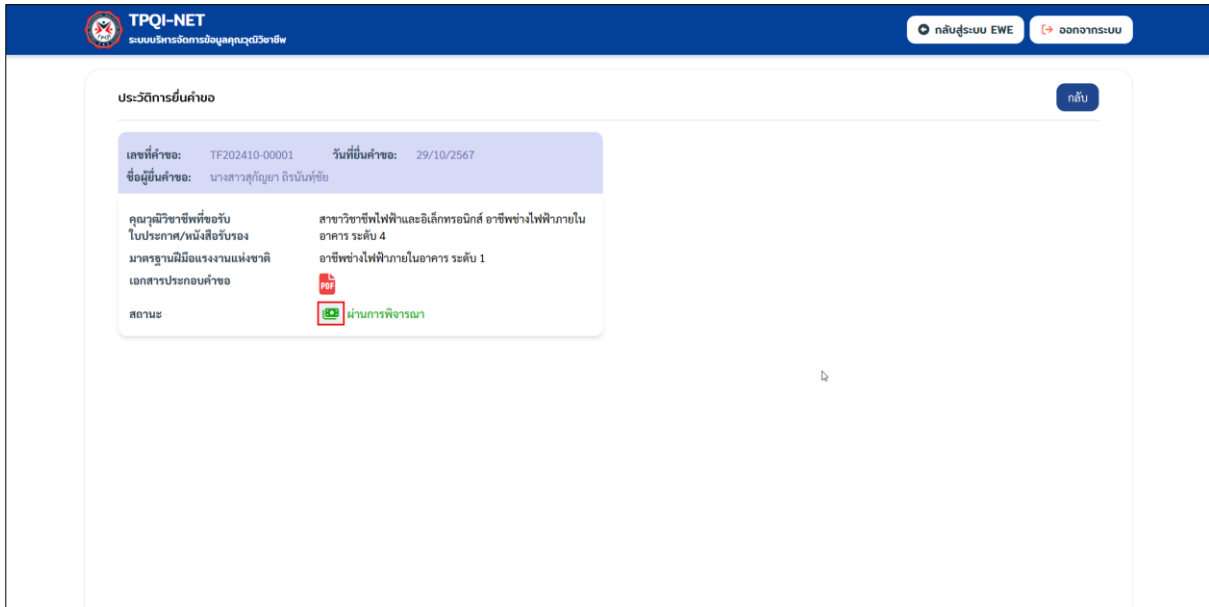 TPQI-NET
ระบบบริหารจัดการข้อมูลคุณวุฒิวิชาชีพ
กลับสู่ระบบ EWE
ออกจากระบบ
ประวัติการยื่นคำขอ
กลับ
เลขที่คำขอ: TF202410-00001 วันที่ยื่นคำขอ: 29/10/2567
ชื่อผู้ยื่นคำขอ: นางสาวสุกัญยา ถิรนันท์ุชัย
คุณวุฒิวิชาชีพที่ขอรับ สาขาวิชาชีพไฟฟ้าและอิเล็กทรอนิกส์ อาชีพช่างไฟฟ้าภายใน
ใบประกาศ/หนังสือรับรอง อาคาร ระดับ 4
มาตรฐานฝีมือแรงงานแห่งชาติ อาชีพช่างไฟฟ้าภายในอาคาร ระดับ 1
เอกสารประกอบคำขอ PDF
สถานะ ผ่านการพิจารณา